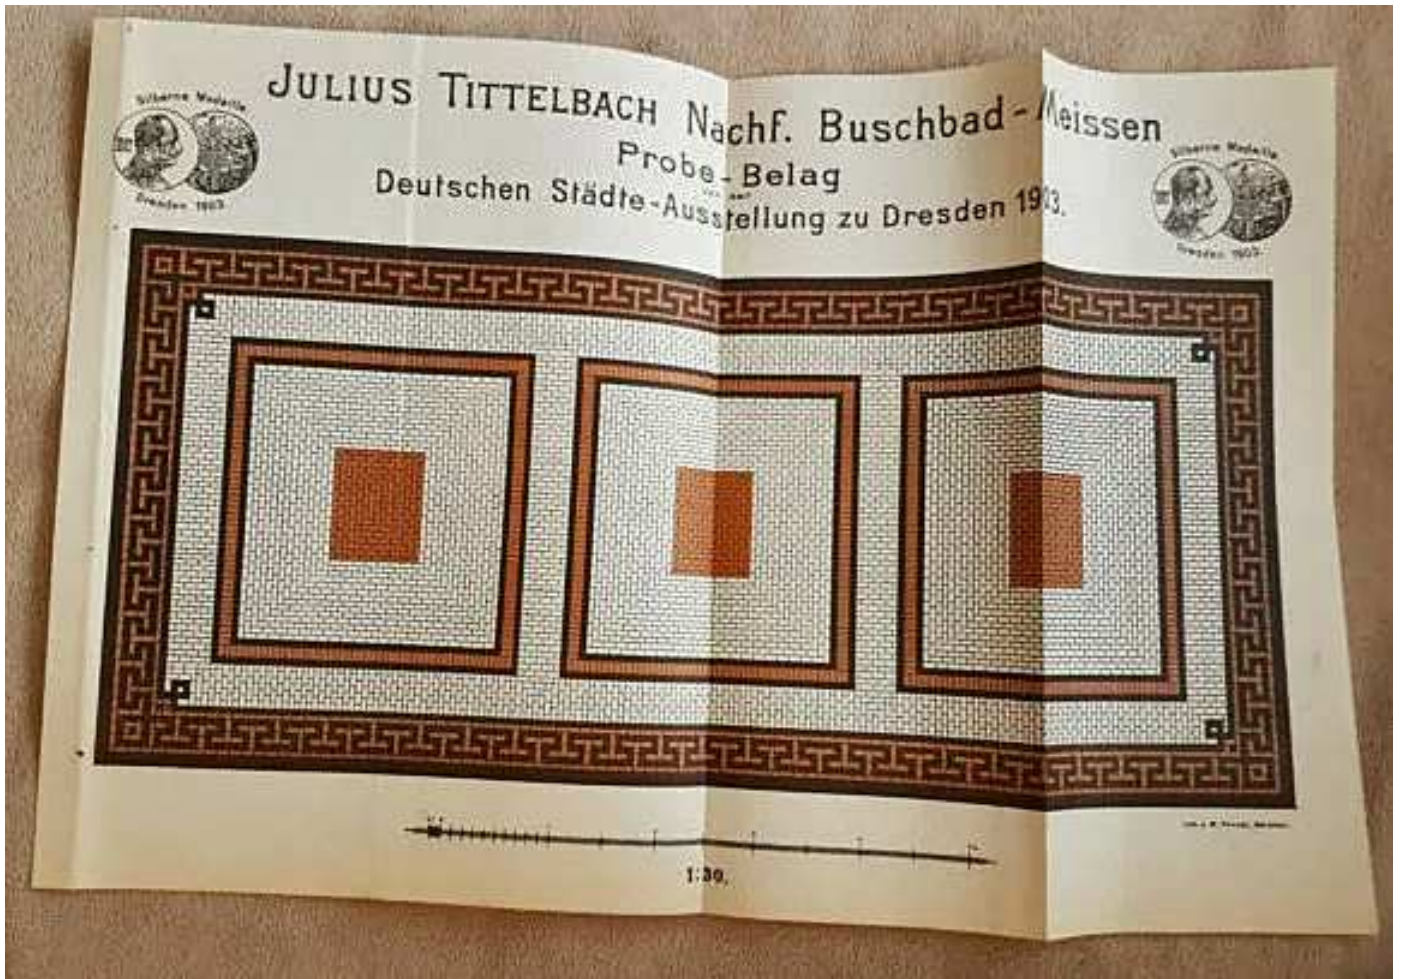 JULIUS TITTELBACH Nachf. Buschbad-Meissen
Probe-Belag
Deutschen Städte-Ausstellung zu Dresden 1903.
Silberne Medaille
Dresden 1903.
Silberne Medaille
Dresden 1903.
1:30.